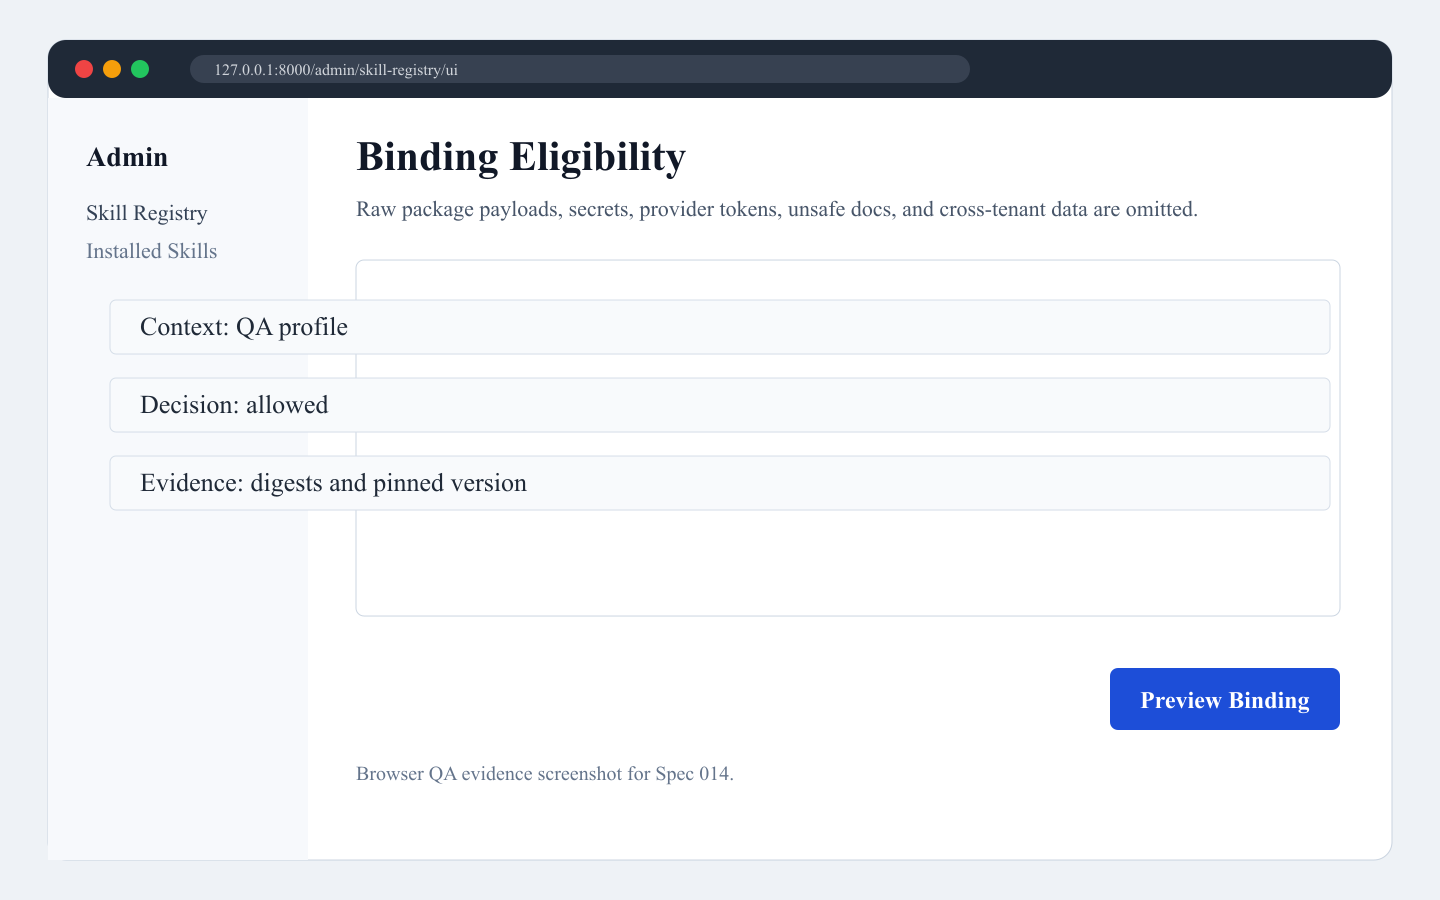 127.0.0.1:8000/admin/skill-registry/ui
Admin
Skill Registry
Installed Skills
Binding Eligibility
Raw package payloads, secrets, provider tokens, unsafe docs, and cross-tenant data are omitted.
Context: QA profile
Decision: allowed
Evidence: digests and pinned version
Preview Binding
Browser QA evidence screenshot for Spec 014.